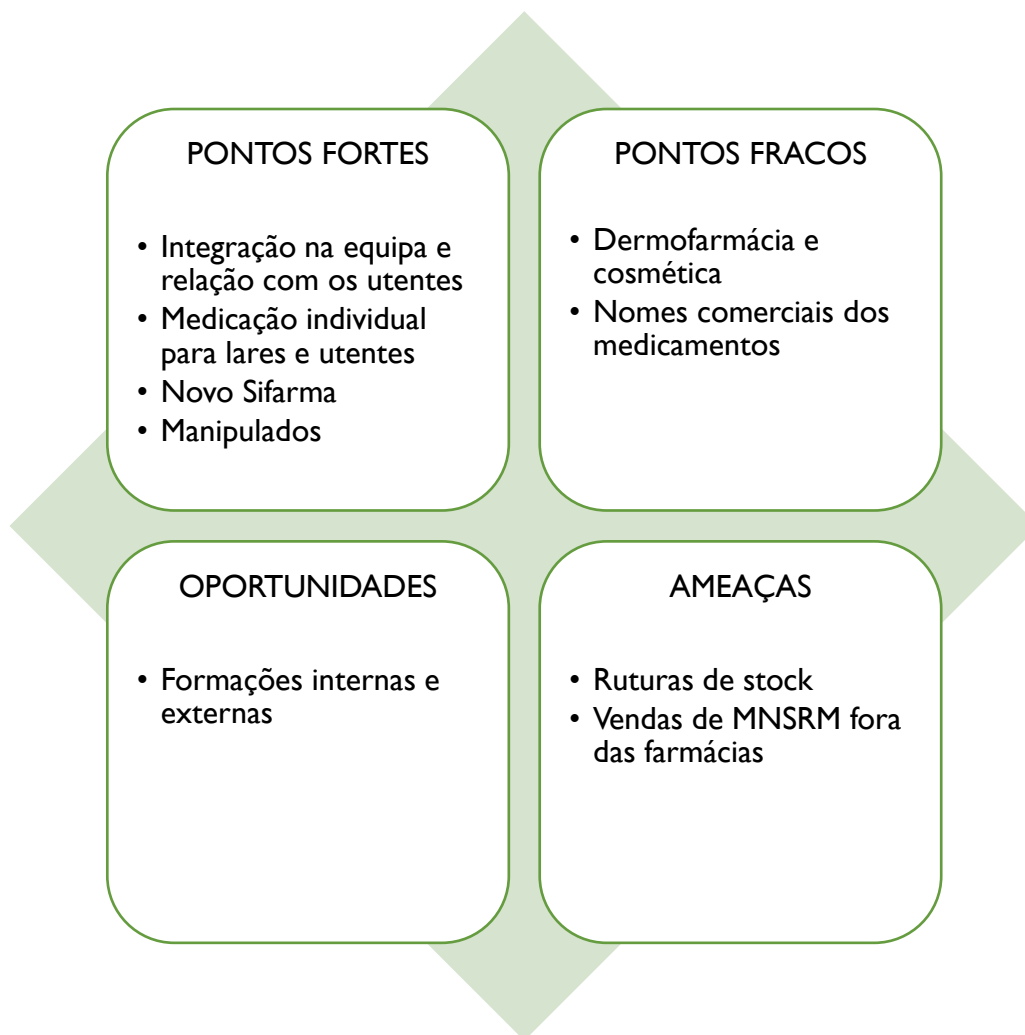 PONTOS FORTES
• Integração na equipa e
relação com os utentes
• Medicação individual
para lares e utentes
• Novo Sifarma
• Manipulados
PONTOS FRACOS
• Dermofarmácia e
cosmética
• Nomes comerciais dos
medicamentos
OPORTUNIDADES
• Formações internas e
externas
AMEAÇAS
• Ruturas de stock
• Vendas de MNSRM fora
das farmácias